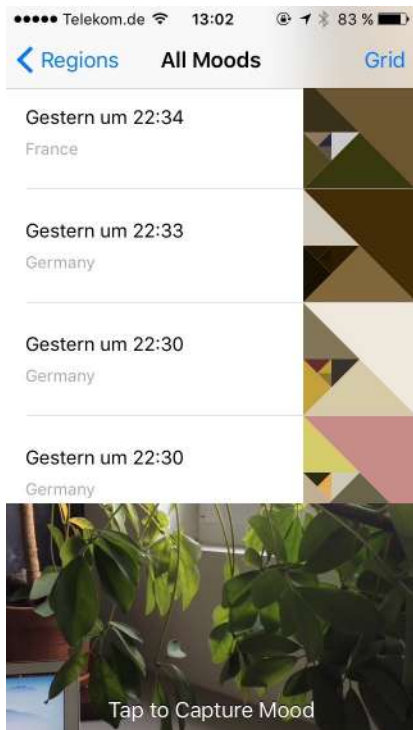 Telekom.de 13:02 83 %
Regions All Moods Grid
Gestern um 22:34
France
Gestern um 22:33
Germany
Gestern um 22:30
Germany
Gestern um 22:30
Germany
Tap to Capture Mood